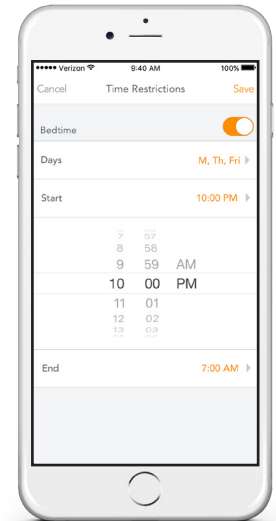 Verizon 9:40 AM 100%
Cancel Time Restrictions Save
Bedtime
Days M, Th, Fri
Start 10:00 PM
7 57
8 58
9 59 AM
10 00 PM
11 01
12 02
13 03
End 7:00 AM